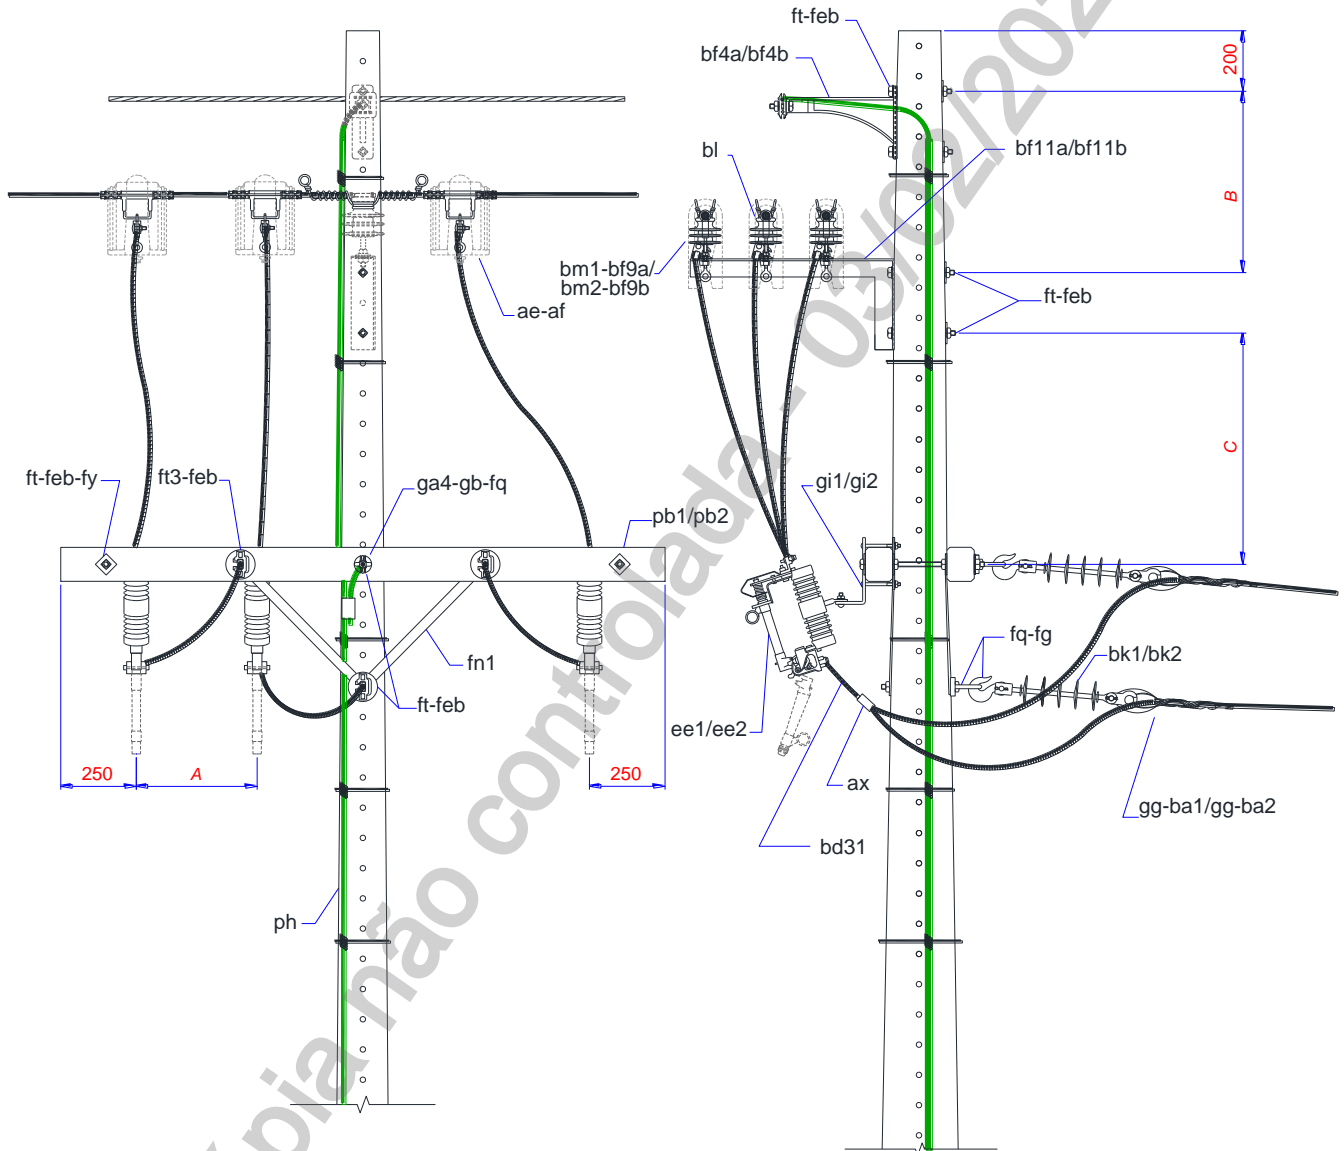 ft-feb
bf4a/bf4b
200
bl
bf11a/bf11b
B
bm1-bf9a/
bm2-bf9b
ae-af
ft-feb
C
ft-feb-fy
ft3-feb
ga4-gb-fq
gi1/gi2
pb1/pb2
fn1
fq-fg
bk1/bk2
ft-feb
ee1/ee2
250
A
250
ax
gg-ba1/gg-ba2
bd31
ph
pia não controlada - 03/02/202